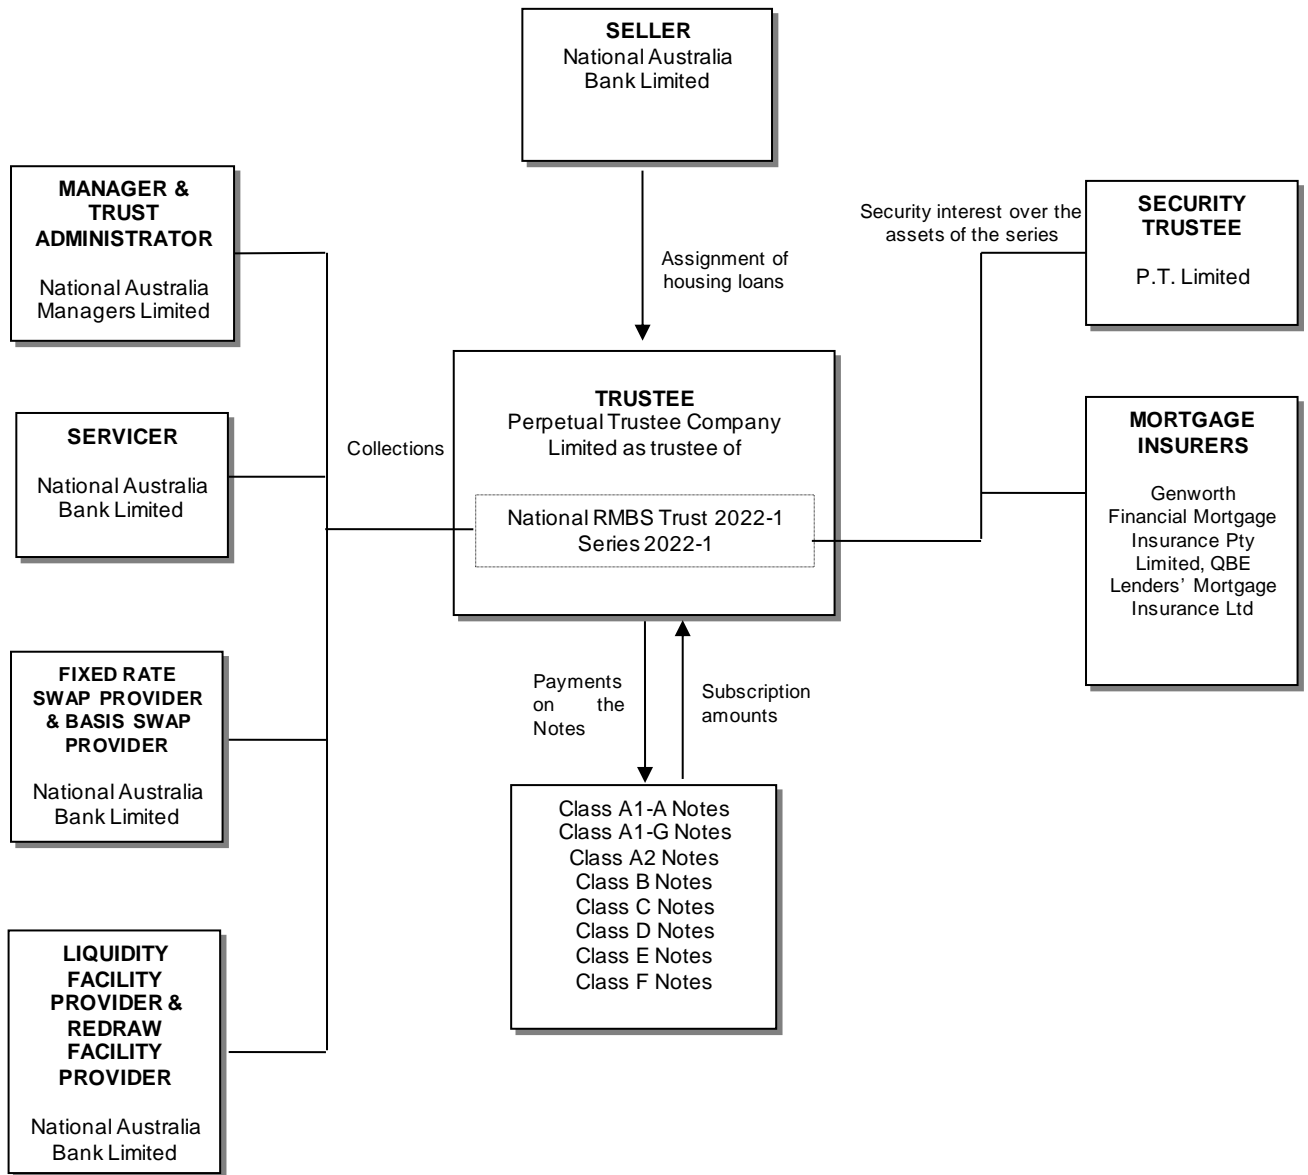 SELLER
National Australia
Bank Limited
MANAGER &
TRUST
ADMINISTRATOR
National Australia
Managers Limited
Security interest over the
assets of the series
SECURITY
TRUSTEE
P.T. Limited
Assignment of
housing loans
SERVICER
National Australia
Bank Limited
Collections
TRUSTEE
Perpetual Trustee Company
Limited as trustee of
National RMBS Trust 2022-1
Series 2022-1
MORTGAGE
INSURERS
Genworth
Financial Mortgage
Insurance Pty
Limited, QBE
Lenders’ Mortgage
Insurance Ltd
FIXED RATE
SWAP PROVIDER
& BASIS SWAP
PROVIDER
National Australia
Bank Limited
Payments
on the
Notes
Subscription
amounts
Class A1-A Notes
Class A1-G Notes
Class A2 Notes
Class B Notes
Class C Notes
Class D Notes
Class E Notes
Class F Notes
LIQUIDITY
FACILITY
PROVIDER &
REDRAW
FACILITY
PROVIDER
National Australia
Bank Limited